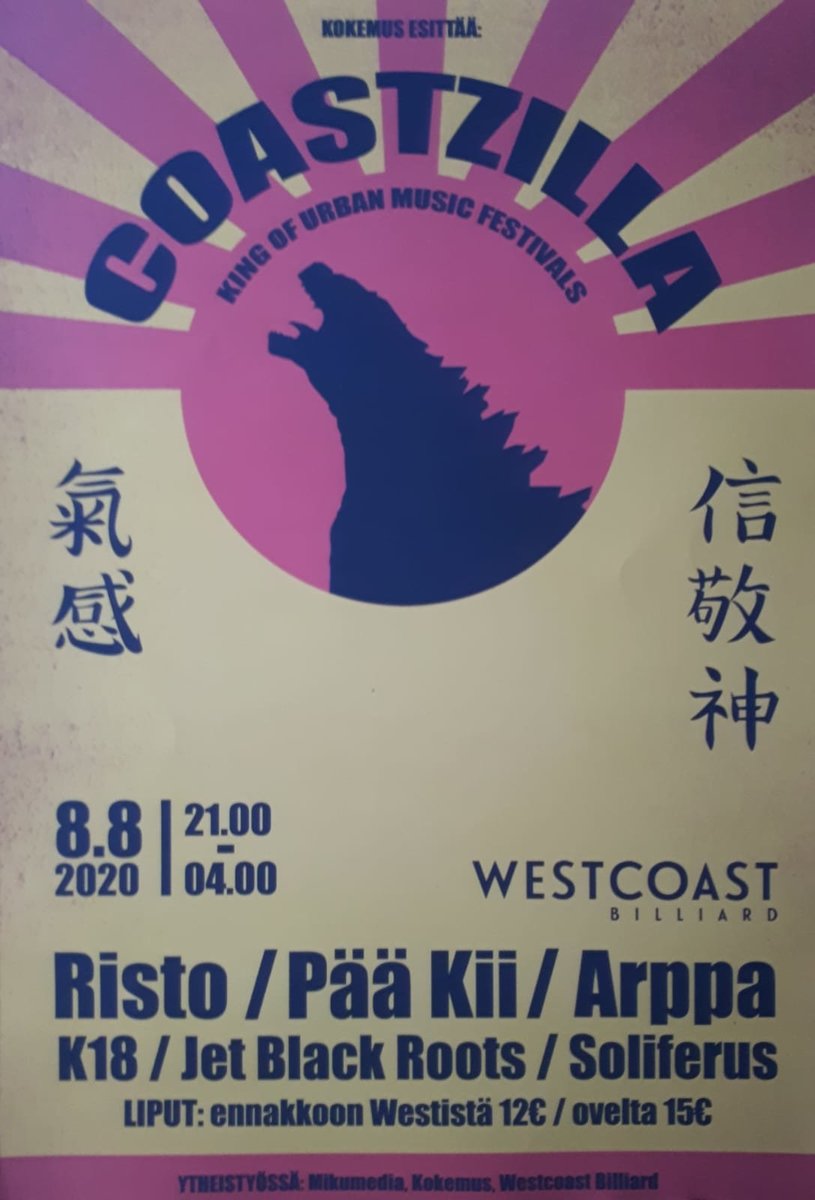 KOKEMUS ESITTÄÄ:
COASTZILLA
KING OF URBAN MUSIC FESTIVALS
氣
感
信
敬
神
8.8
2020
21.00
-
04.00
WESTCOAST
BILLIARD
Risto / Pää Kii / Arppa
K18 / Jet Black Roots / Soliferus
LIPUT: ennakkoon Westistä 12€ / ovelta 15€
YTHEISTYÖSSÄ: Mikumedia, Kokemus, Westcoast Billiard